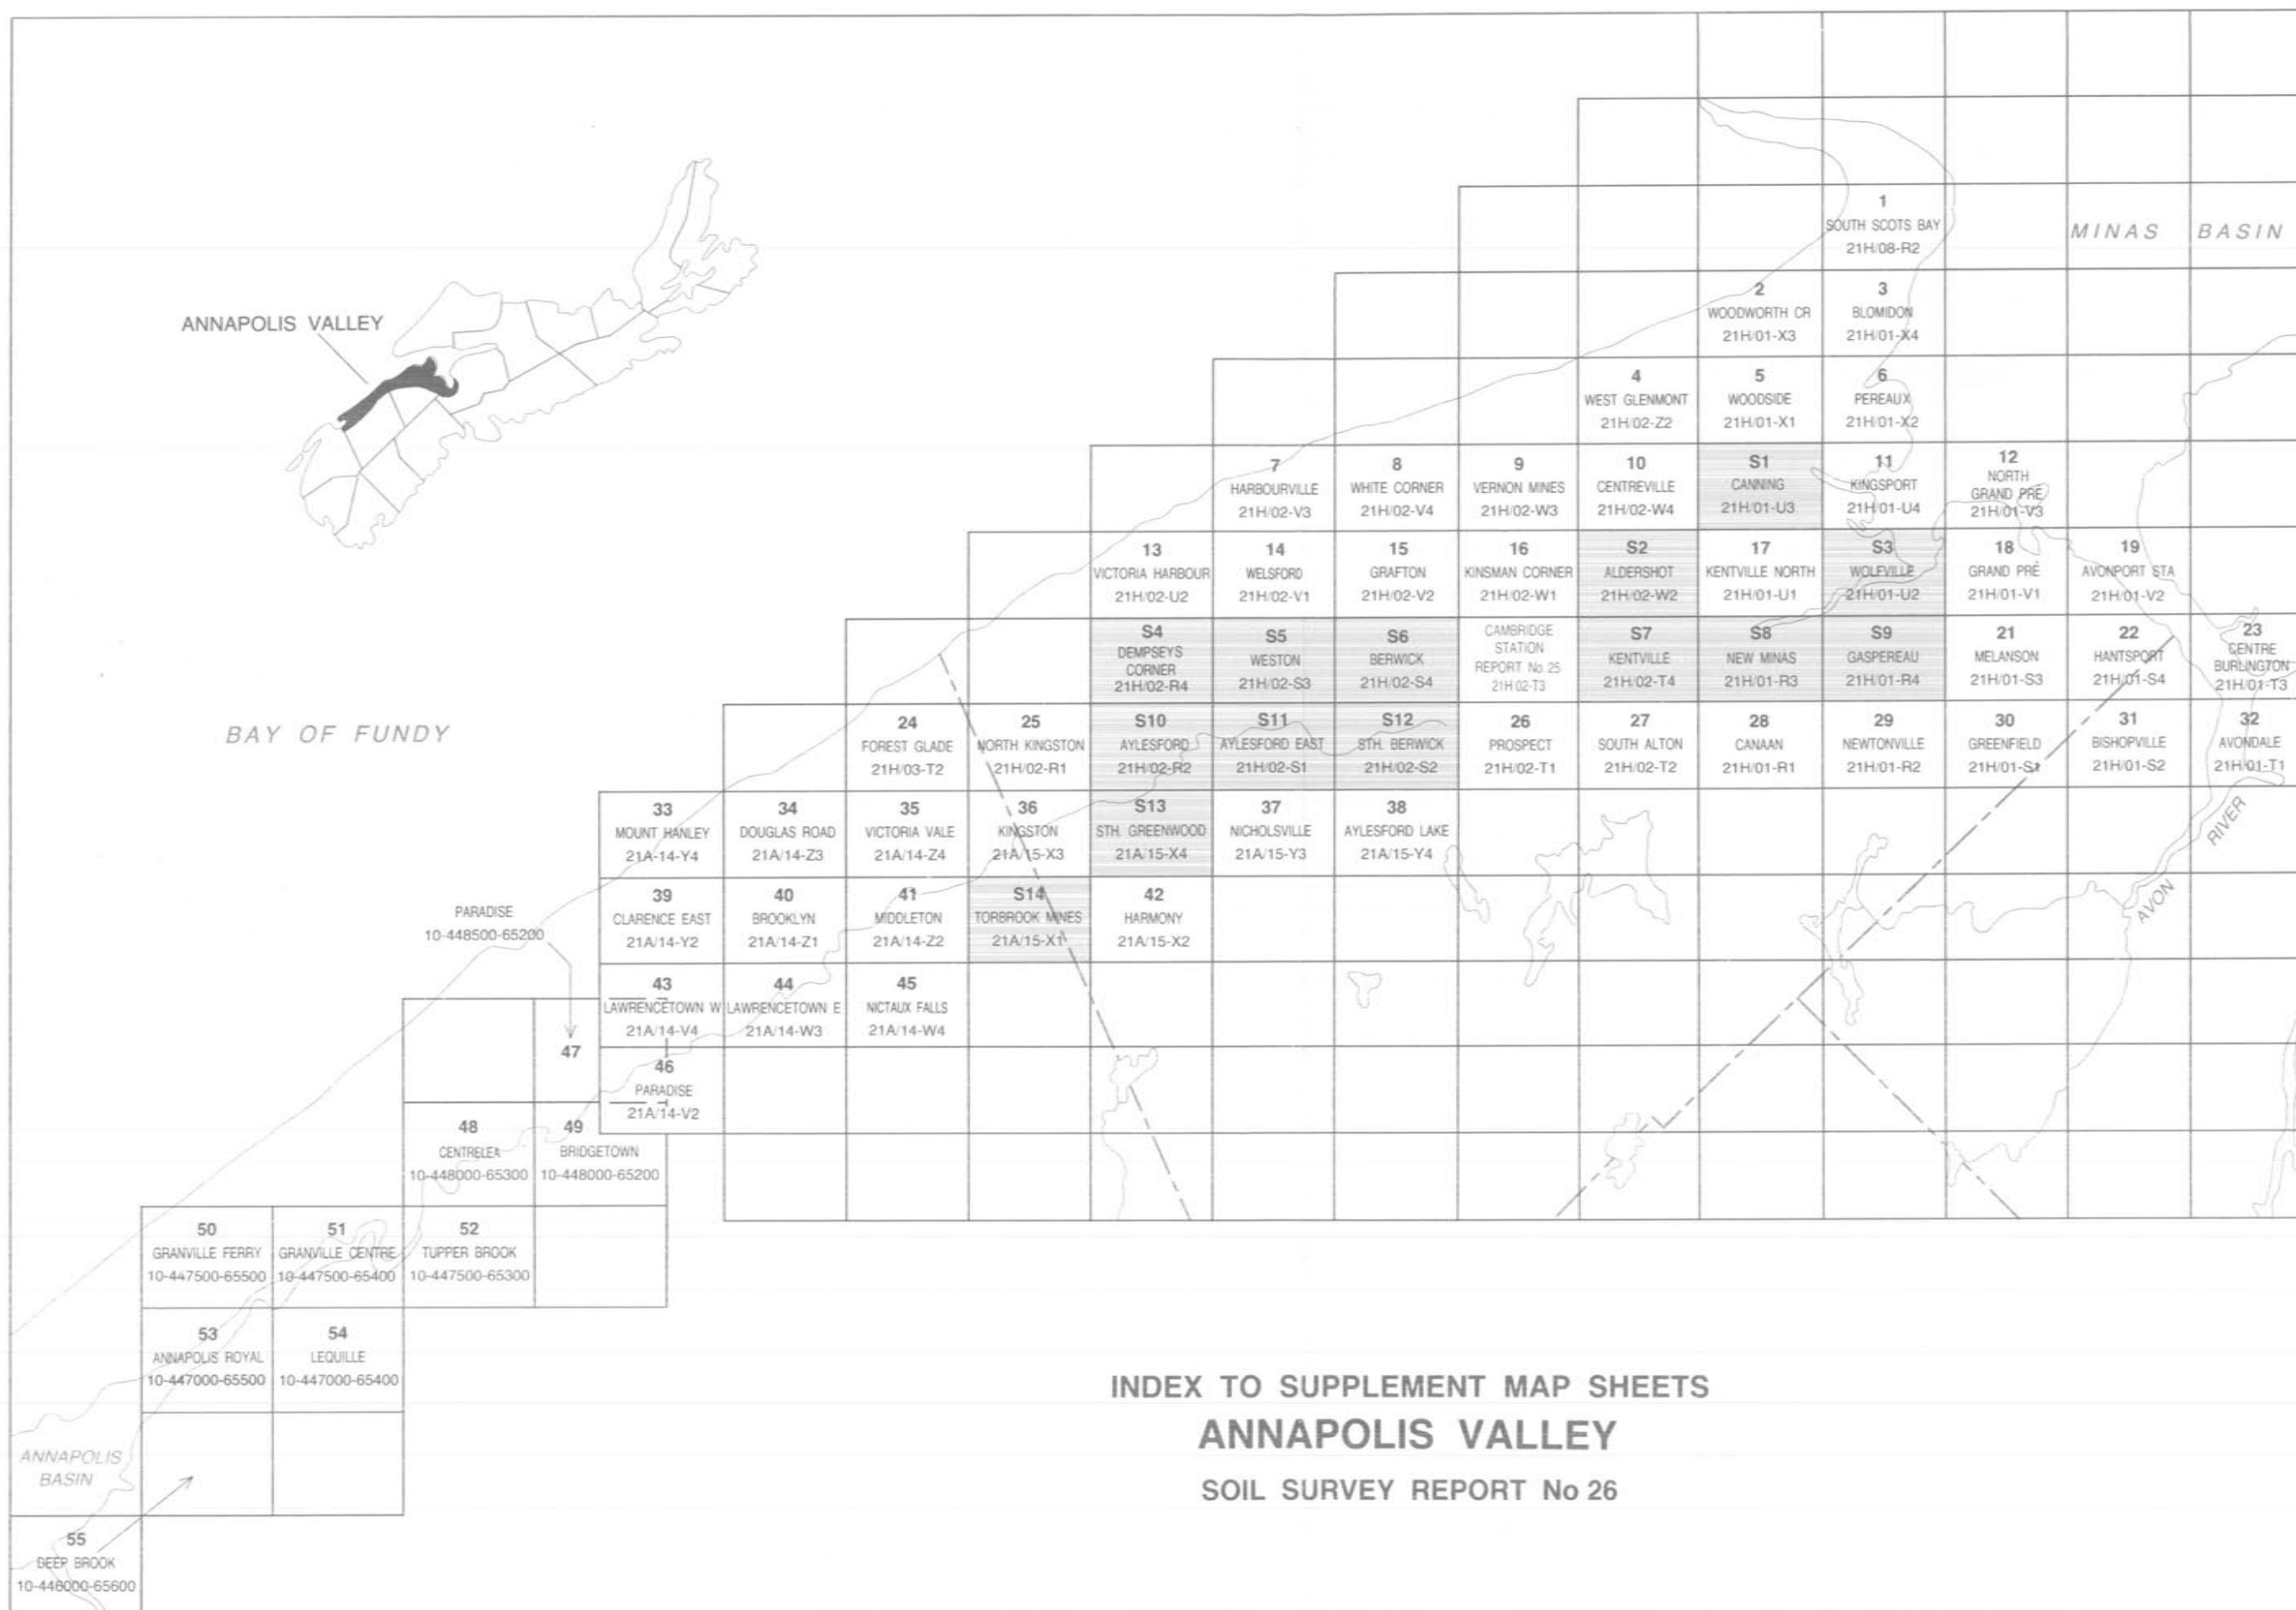 1
SOUTH SCOTS BAY
21H/08-R2
MINAS BASIN
2
WOODWORTH CR
21H/01-X3
3
BLOMIDON
21H/01-X4
ANNAPOLIS VALLEY
4
WEST GLENMONT
21H/02-Z2
5
WOODSIDE
21H/01-X1
6
PEREAUX
21H/01-X2
7
HARBOURVILLE
21H/02-V3
8
WHITE CORNER
21H/02-V4
9
VERNON MINES
21H/02-W3
10
CENTREVILLE
21H/02-W4
S1
CANNING
21H/01-U3
11
KINGSPORT
21H/01-U4
12
NORTH
GRAND PRÉ
21H/01-V3
13
VICTORIA HARBOUR
21H/02-U2
14
WELSFORD
21H/02-V1
15
GRAFTON
21H/02-V2
16
KINSMAN CORNER
21H/02-W1
S2
ALDERSHOT
21H/02-W2
17
KENTVILLE NORTH
21H/01-U1
S3
WOLFVILLE
21H/01-U2
18
GRAND PRÉ
21H/01-V1
19
AVONPORT STA
21H/01-V2
S4
DEMPSEYS
CORNER
21H/02-R4
S5
WESTON
21H/02-S3
S6
BERWICK
21H/02-S4
CAMBRIDGE
STATION
REPORT No 25
21H 02-T3
S7
KENTVILLE
21H/02-T4
S8
NEW MINAS
21H/01-R3
S9
GASPEREAU
21H/01-R4
21
MELANSON
21H/01-S3
22
HANTSPORT
21H/01-S4
23
CENTRE
BURLINGTON
21H/01-T3
BAY OF FUNDY
24
FOREST GLADE
21H/03-T2
25
NORTH KINGSTON
21H/02-R1
S10
AYLESFORD
21H/02-R2
S11
AYLESFORD EAST
21H/02-S1
S12
STH. BERWICK
21H/02-S2
26
PROSPECT
21H/02-T1
27
SOUTH ALTON
21H/02-T2
28
CANAAN
21H/01-R1
29
NEWTONVILLE
21H/01-R2
30
GREENFIELD
21H/01-S1
31
BISHOPVILLE
21H/01-S2
32
AVONDALE
21H/01-T1
33
MOUNT HANLEY
21A-14-Y4
34
DOUGLAS ROAD
21A/14-Z3
35
VICTORIA VALE
21A/14-Z4
36
KINGSTON
21A/15-X3
S13
STH. GREENWOOD
21A/15-X4
37
NICHOLSVILLE
21A/15-Y3
38
AYLESFORD LAKE
21A/15-Y4
AVON RIVER
PARADISE
10-448500-65200
39
CLARENCE EAST
21A/14-Y2
40
BROOKLYN
21A/14-Z1
41
MIDDLETON
21A/14-Z2
S14
TORBROOK MINES
21A/15-X1
42
HARMONY
21A/15-X2
43
LAWRENCETOWN W
21A/14-V4
44
LAWRENCETOWN E
21A/14-W3
45
NICTAUX FALLS
21A/14-W4
47
46
PARADISE
21A/14-V2
48
CENTRELEA
10-448000-65300
49
BRIDGETOWN
10-448000-65200
50
GRANVILLE FERRY
10-447500-65500
51
GRANVILLE CENTRE
10-447500-65400
52
TUPPER BROOK
10-447500-65300
53
ANNAPOLIS ROYAL
10-447000-65500
54
LEQUILLE
10-447000-65400
ANNAPOLIS
BASIN
55
DEEP BROOK
10-446000-65600
INDEX TO SUPPLEMENT MAP SHEETS
ANNAPOLIS VALLEY
SOIL SURVEY REPORT No 26